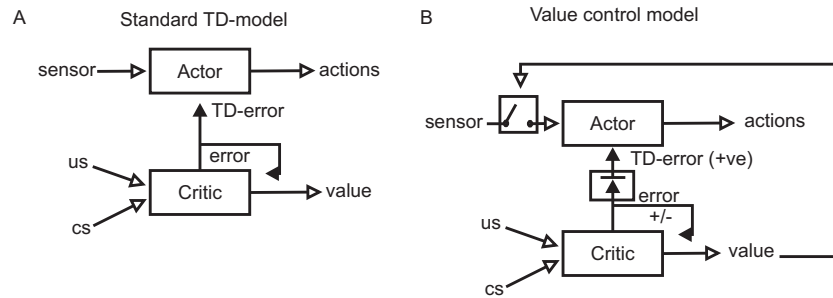 A
Standard TD-model
sensor
Actor
actions
TD-error
error
us
cs
Critic
value
B
Value control model
sensor
Actor
actions
TD-error (+ve)
error
+/-
us
cs
Critic
value